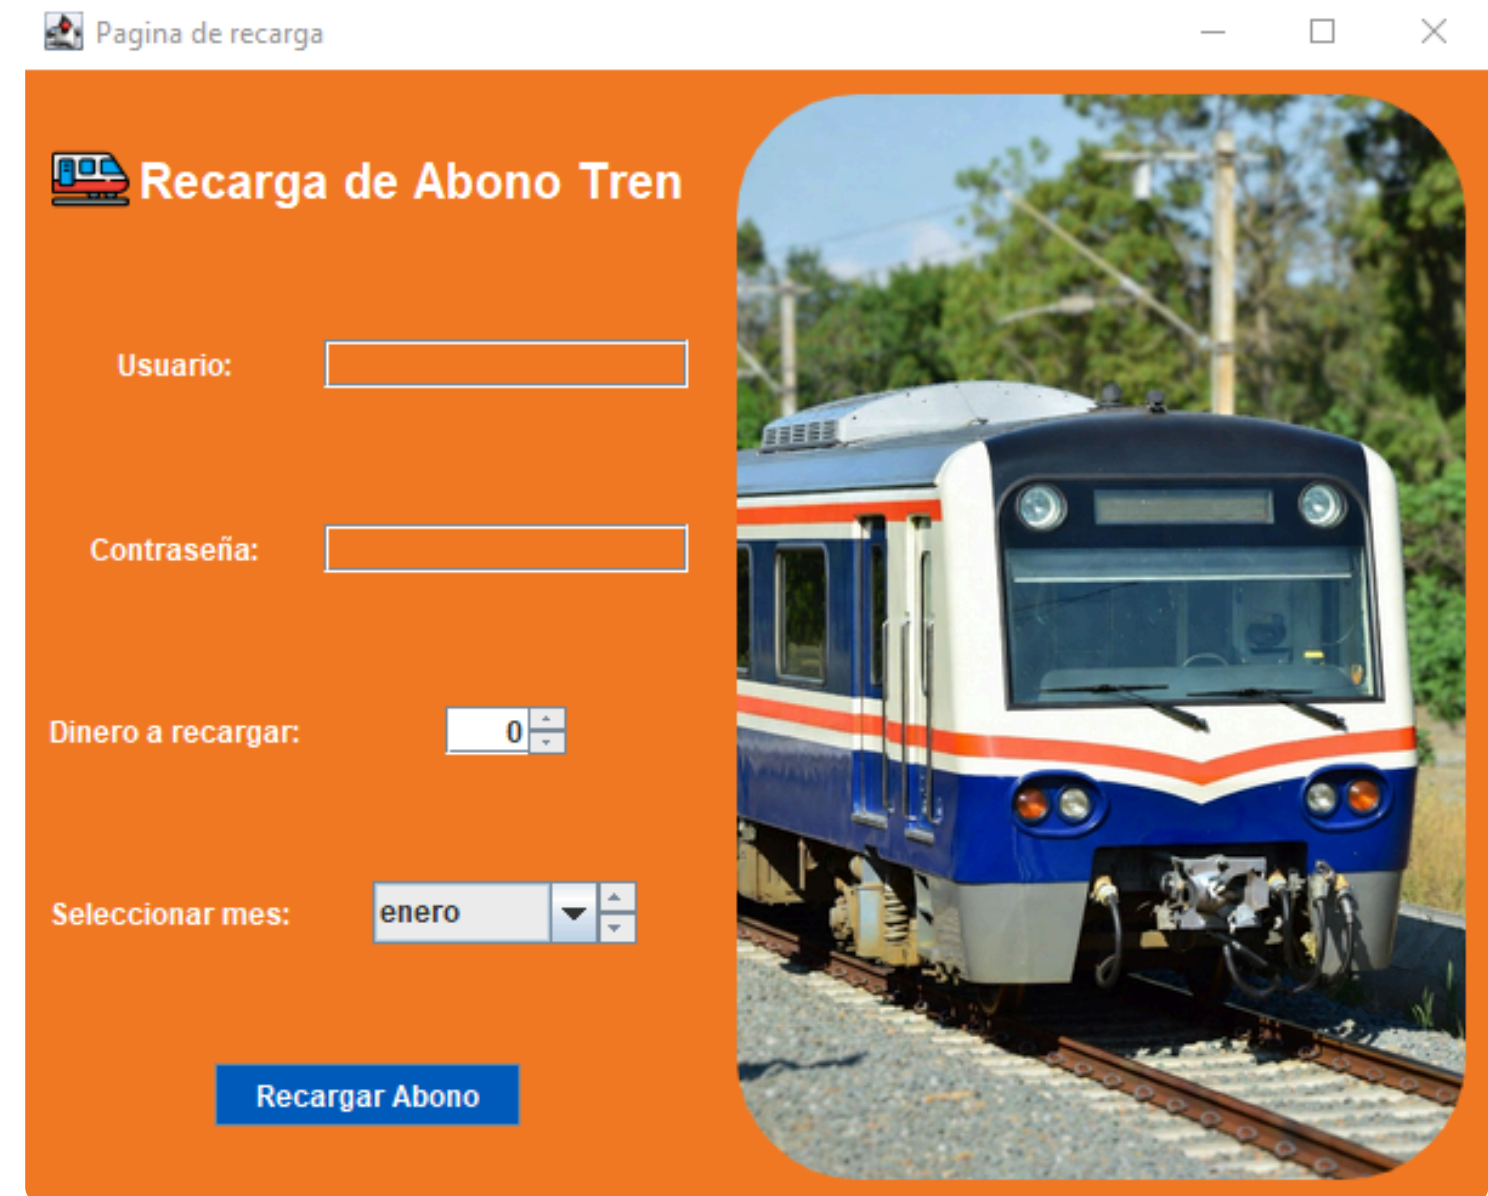 Pagina de recarga
Recarga de Abono Tren
Usuario:
Contraseña:
Dinero a recargar:
0
Seleccionar mes:
enero
Recargar Abono